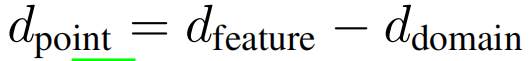 d_point = d_feature − d_domain